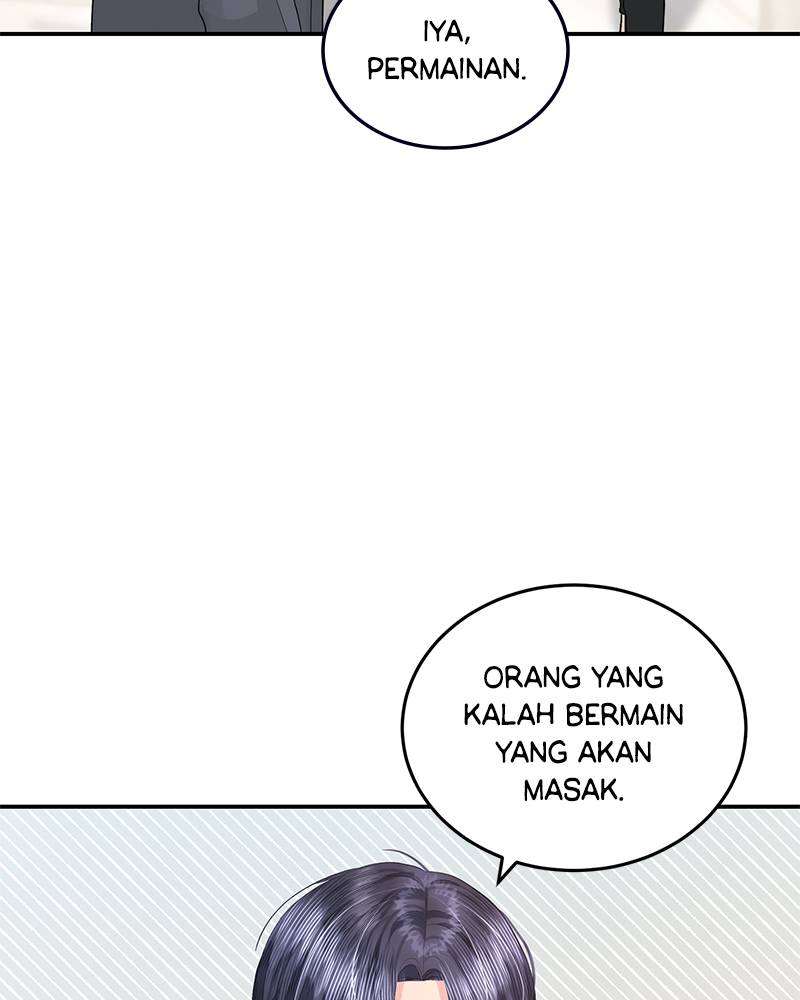 IYA,
PERMAINAN.
ORANG YANG
KALAH BERMAIN
YANG AKAN
MASAK.